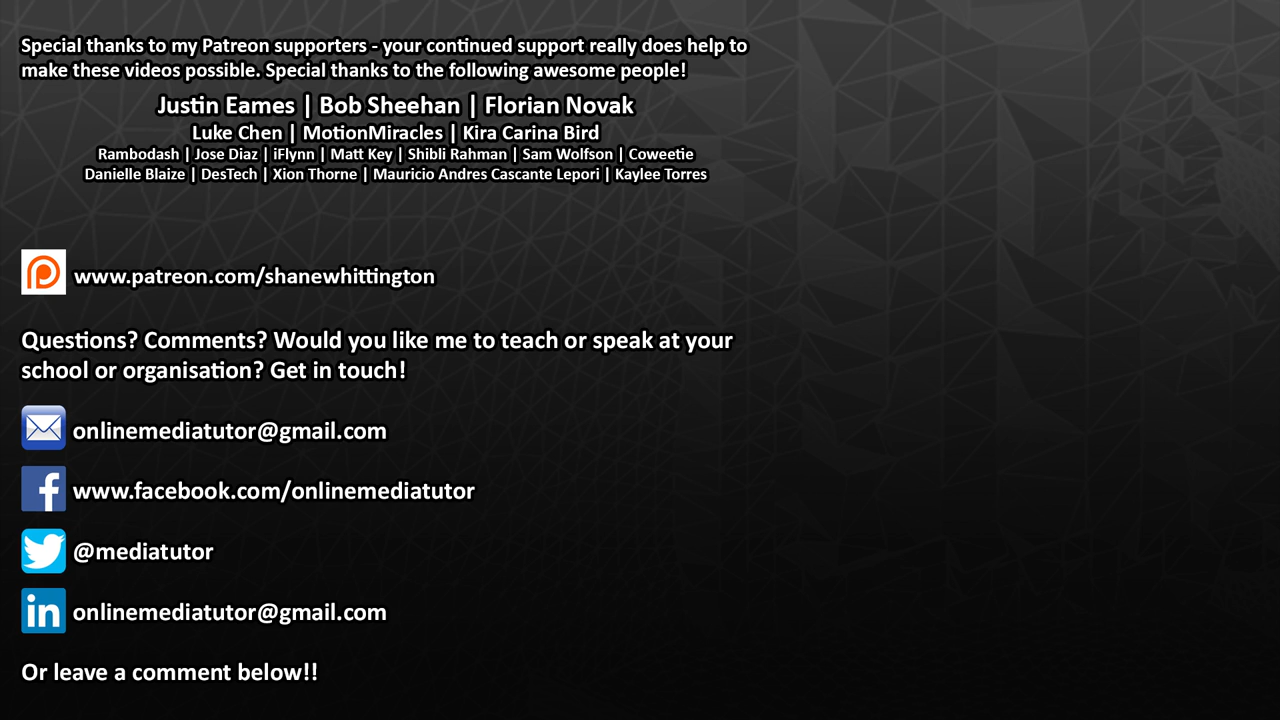 Special thanks to my Patreon supporters - your continued support really does help to
make these videos possible. Special thanks to the following awesome people!
Justin Eames | Bob Sheehan | Florian Novak
Luke Chen | MotionMiracles | Kira Carina Bird
Rambodash | Jose Diaz | iFlynn | Matt Key | Shibli Rahman | Sam Wolfson | Coweetie
Danielle Blaize | DesTech | Xion Thorne | Mauricio Andres Cascante Lepori | Kaylee Torres
www.patreon.com/shanewhittington
Questions? Comments? Would you like me to teach or speak at your
school or organisation? Get in touch!
onlinemediatutor@gmail.com
www.facebook.com/onlinemediatutor
@mediatutor
in onlinemediatutor@gmail.com
Or leave a comment below!!